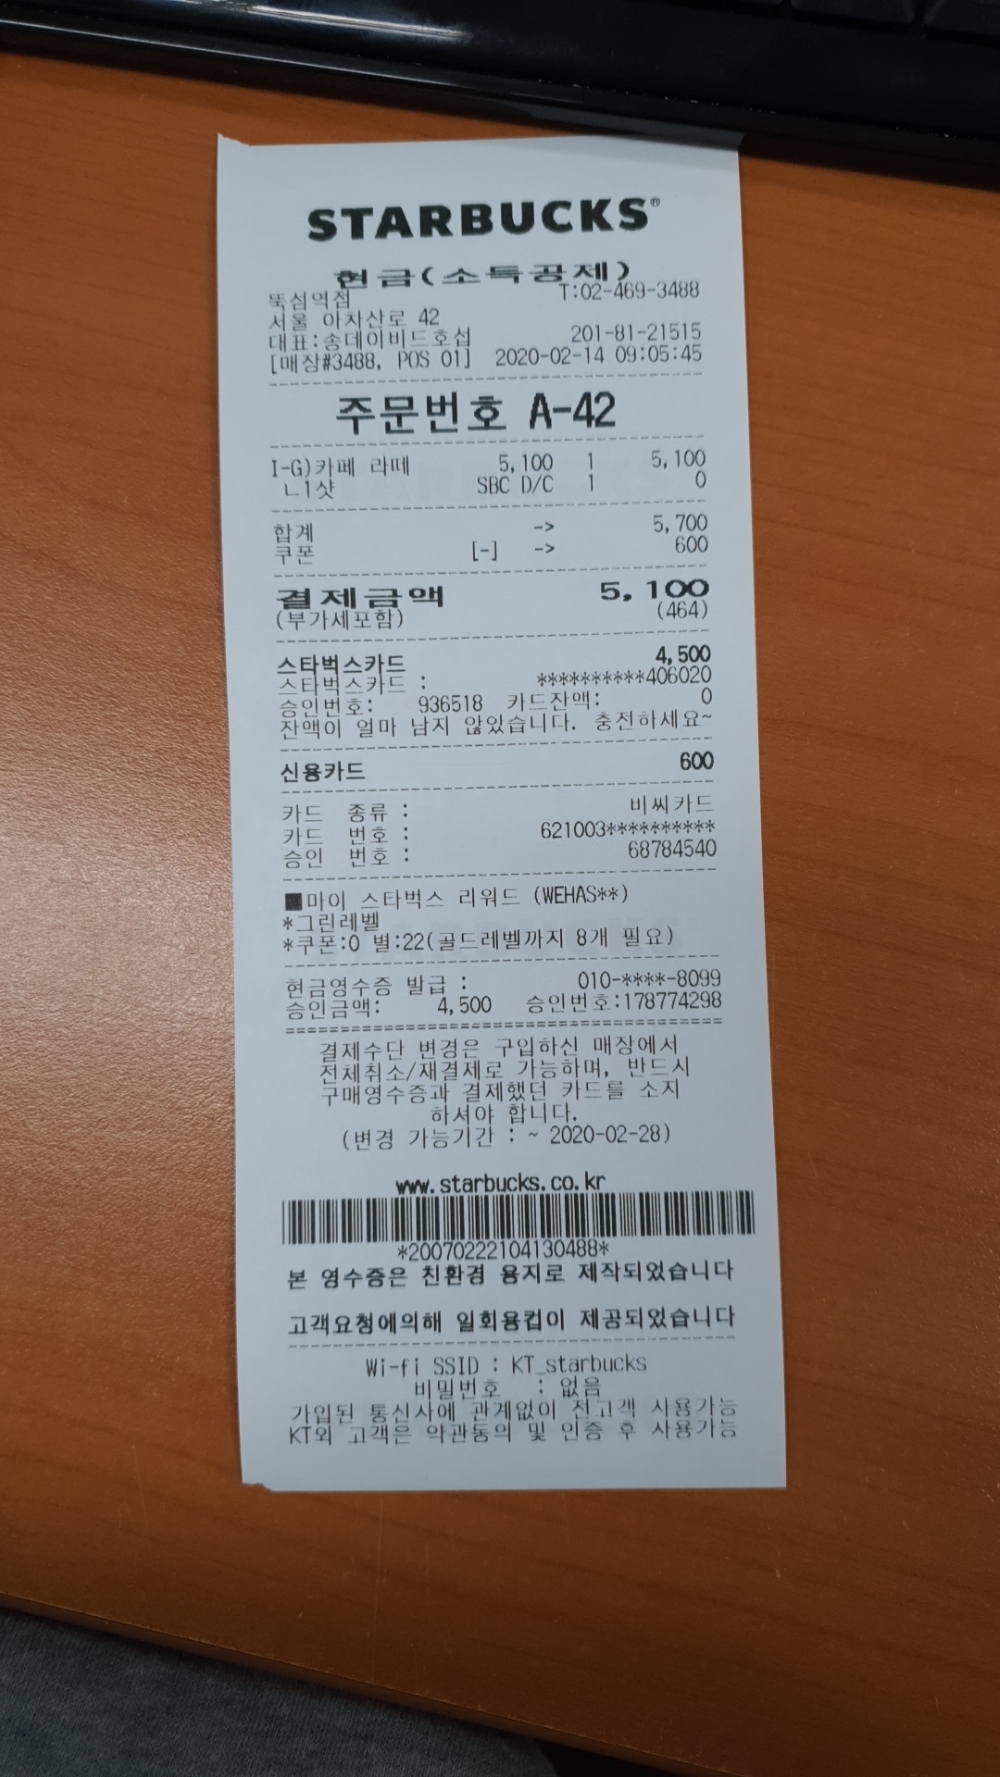 STARBUCKS®
현금(소득공제)
뚝섬역점 T:02-469-3488
서울 아차산로 42
대표:송데이비드호섭 201-81-21515
[매장#3488, POS 01] 2020-02-14 09:05:45
주문번호 A-42
I-G)카페 라떼 5,100 1 5,100
ㄴ1샷 SBC D/C 1 0
합계 -> 5,700
쿠폰 [-] -> 600
결제금액 5,100
(부가세포함) (464)
스타벅스카드 4,500
스타벅스카드 : **********406020
승인번호: 936518 카드잔액: 0
잔액이 얼마 남지 않았습니다. 충전하세요~
신용카드 600
카드 종류 : 비씨카드
카드 번호 : 621003**********
승인 번호 : 68784540
■마이 스타벅스 리워드 (WEHAS**)
*그린레벨
*쿠폰:0 별:22(골드레벨까지 8개 필요)
현금영수증 발급 : 010-****-8099
승인금액: 4,500 승인번호:178774298
결제수단 변경은 구입하신 매장에서
전체취소/재결제로 가능하며, 반드시
구매영수증과 결제했던 카드를 소지
하셔야 합니다.
(변경 가능기간 : ~ 2020-02-28)
www.starbucks.co.kr
*20070222104130488*
본 영수증은 친환경 용지로 제작되었습니다
고객요청에의해 일회용컵이 제공되었습니다
Wi-fi SSID : KT_starbucks
비밀번호 : 없음
가입된 통신사에 관계없이 전고객 사용가능
KT외 고객은 약관동의 및 인증 후 사용가능